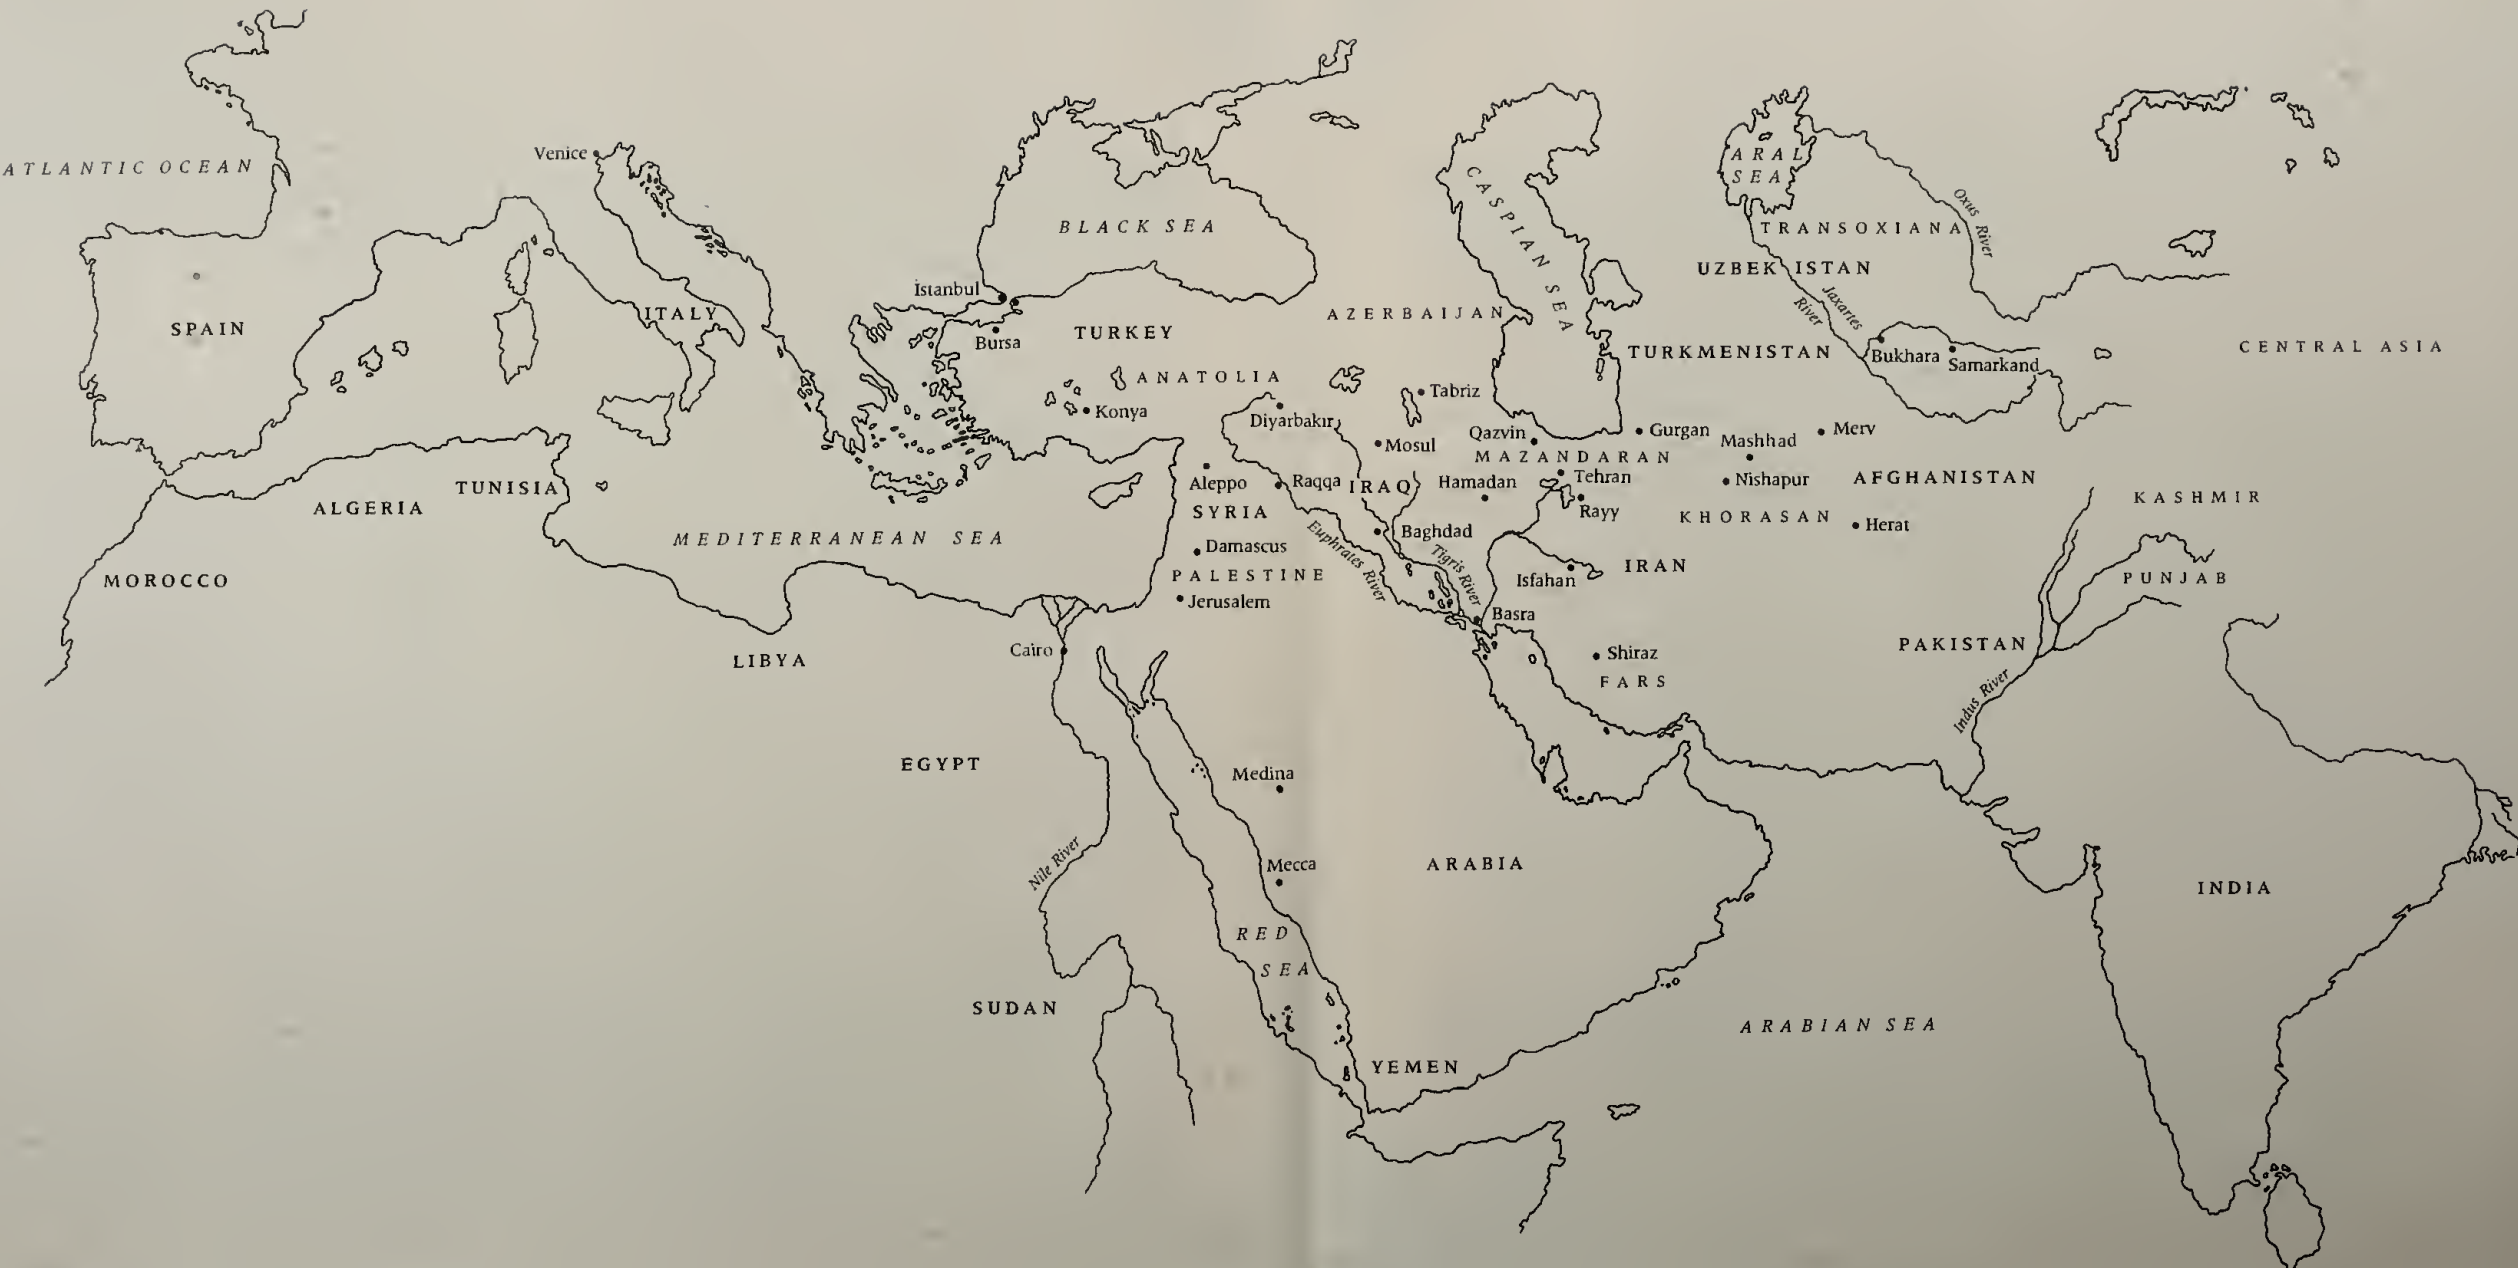 ATLANTIC OCEAN
Venice
ARAL
SEA
CASPIAN SEA
Oxus
River
BLACK SEA
TRANSOXIANA
UZBEKISTAN
İstanbul
Jaxartes
River
ITALY
AZERBAIJAN
SPAIN
TURKEY
Bursa
TURKMENISTAN
Bukhara
Samarkand
CENTRAL ASIA
ANATOLIA
Tabriz
Konya
Diyarbakır
Mosul
Qazvin
Gurgan
Mashhad
Merv
MAZANDARAN
Tehran
Nishapur
AFGHANISTAN
Aleppo
Raqqa
IRAQ
Hamadan
TUNISIA
KASHMIR
ALGERIA
SYRIA
Rayy
KHORASAN
Herat
MEDITERRANEAN SEA
Baghdad
Damascus
Euphrates River
Tigris River
IRAN
PALESTINE
Isfahan
MOROCCO
PUNJAB
Jerusalem
Basra
PAKISTAN
Cairo
LIBYA
Shiraz
FARS
Indus River
EGYPT
Medina
Nile River
Mecca
ARABIA
INDIA
RED
SEA
SUDAN
ARABIAN SEA
YEMEN